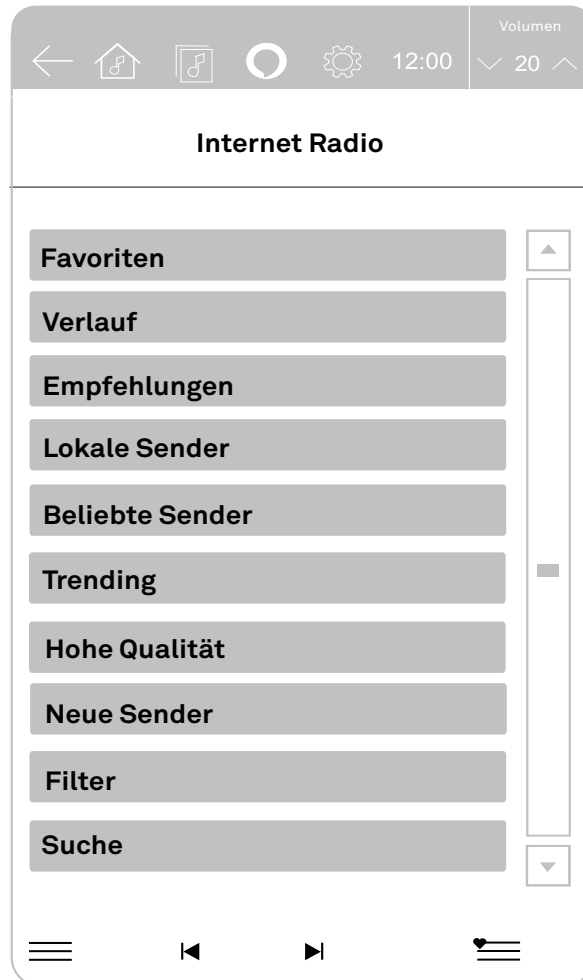 Volumen
12:00
20
Internet Radio
Favoriten
Verlauf
Empfehlungen
Lokale Sender
Beliebte Sender
Trending
Hohe Qualität
Neue Sender
Filter
Suche